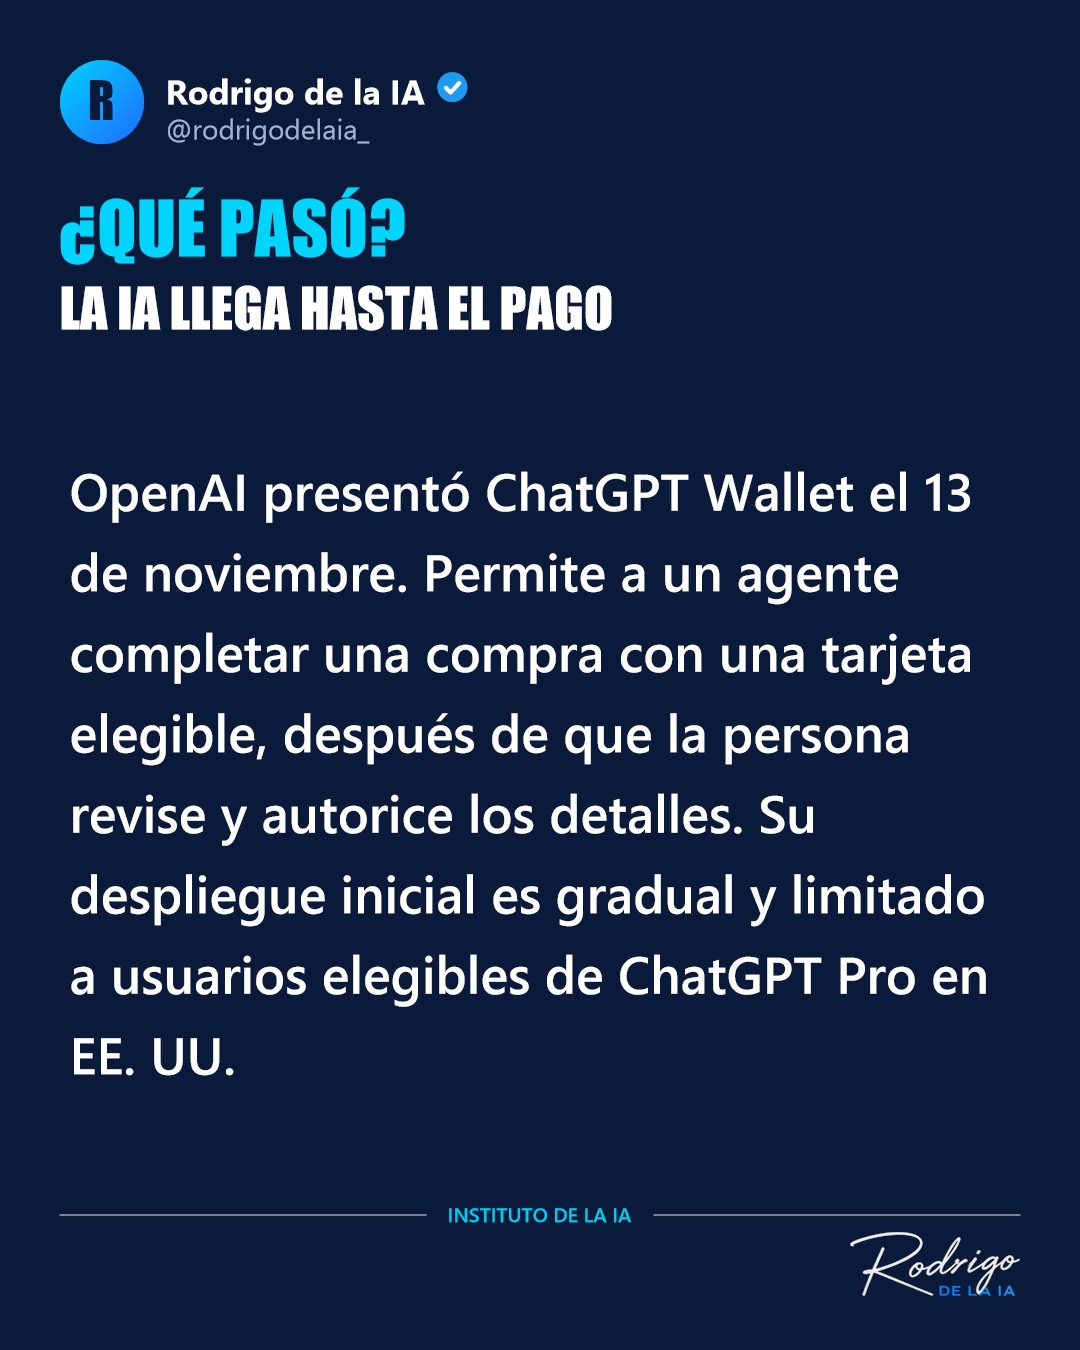 R
Rodrigo de la IA
@rodrigodelaia_
¿QUÉ PASÓ?
LA IA LLEGA HASTA EL PAGO
OpenAI presentó ChatGPT Wallet el 13
de noviembre. Permite a un agente
completar una compra con una tarjeta
elegible, después de que la persona
revise y autorice los detalles. Su
despliegue inicial es gradual y limitado
a usuarios elegibles de ChatGPT Pro en
EE. UU.
INSTITUTO DE LA IA
Rodrigo
DE LA IA